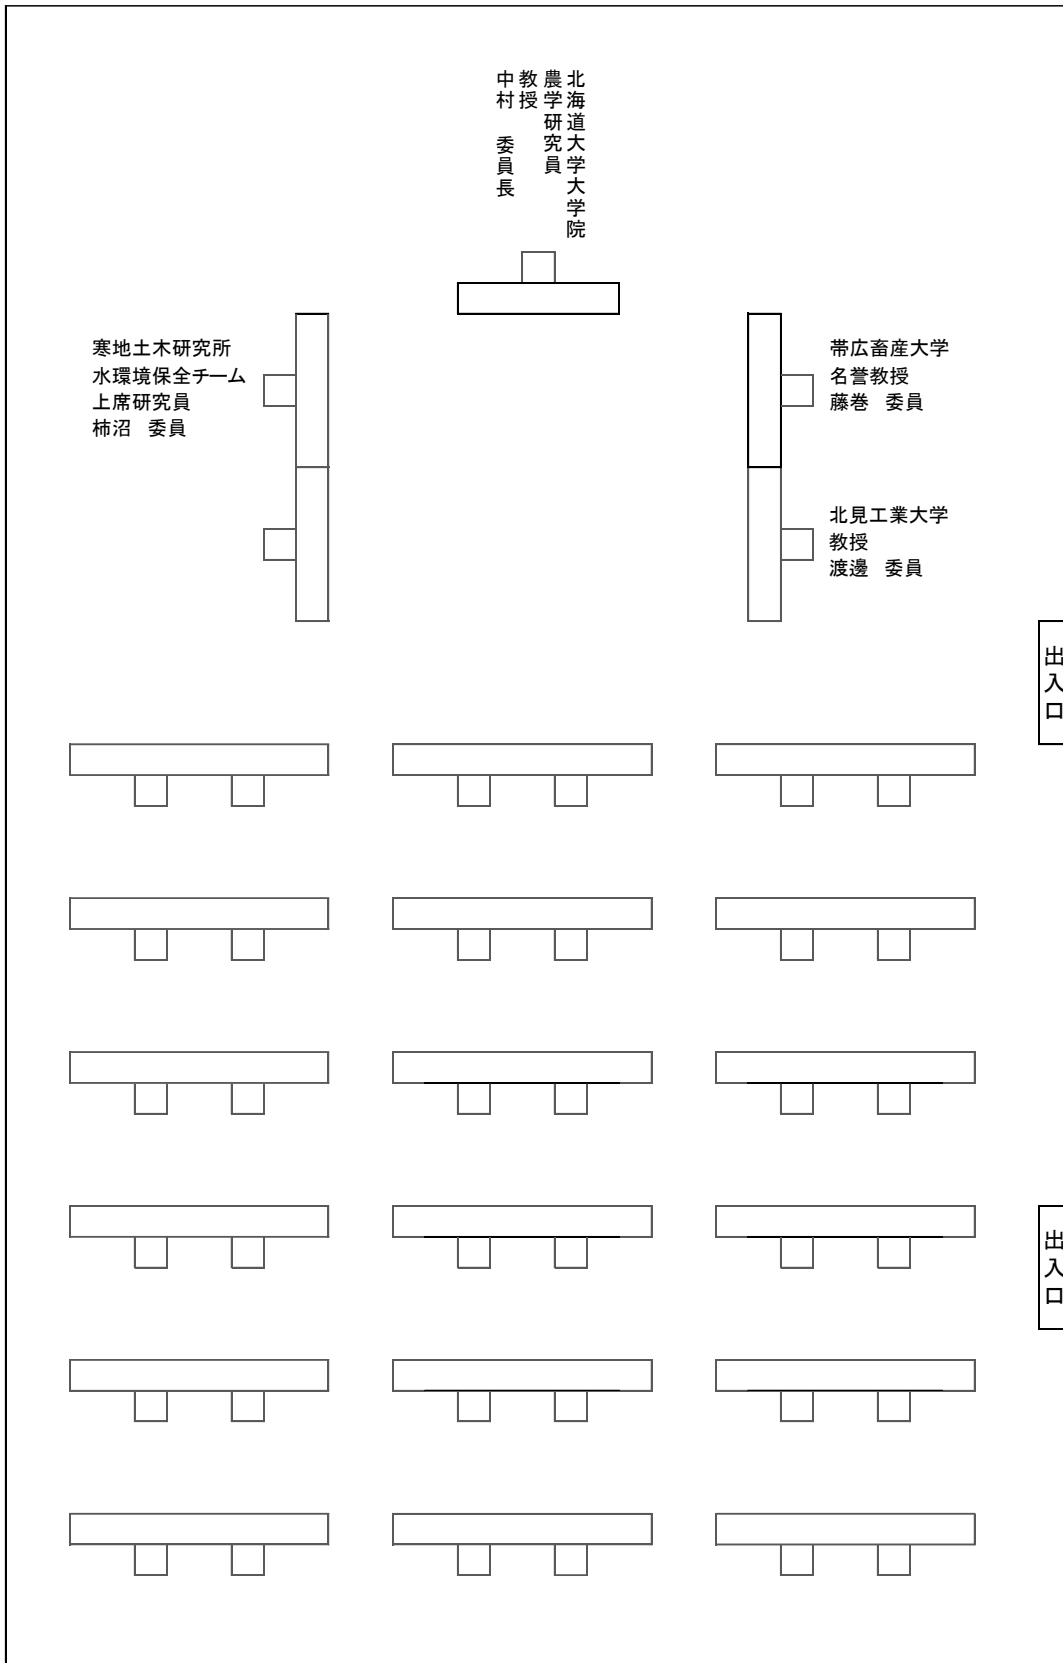 北海道大学大学院
農学研究員
教授
中村　委員長
寒地土木研究所
水環境保全チーム
上席研究員
柿沼　委員
帯広畜産大学
名誉教授
藤巻　委員
北見工業大学
教授
渡邊　委員
出入口
出入口